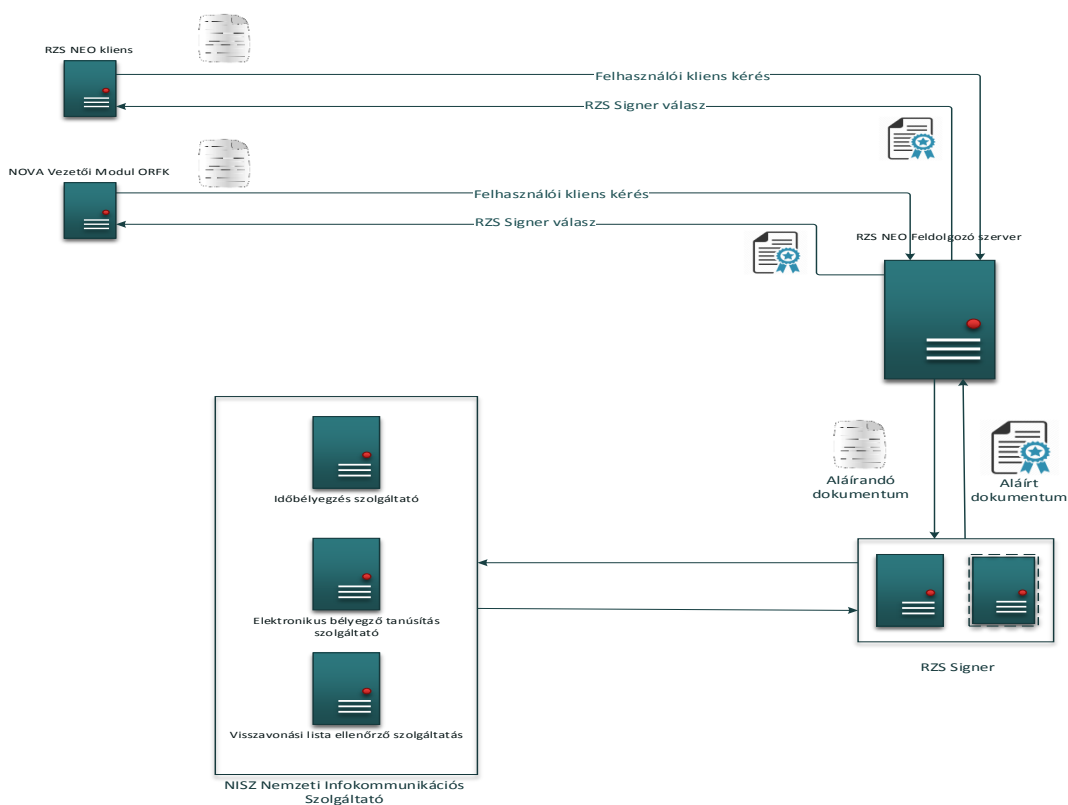 RZS NEO kliens
Felhasználói kliens kérés
RZS Signer válasz
NOVA Vezetői Modul ORFK
Felhasználói kliens kérés
RZS Signer válasz
RZS NEO Feldolgozó szerver
Időbélyegzés szolgáltató
Aláírandó
dokumentum
Aláírt
dokumentum
Elektronikus bélyegző tanúsítás
szolgáltató
RZS Signer
Visszavonási lista ellenőrző szolgáltatás
NISZ Nemzeti Infokommunikációs
Szolgáltató